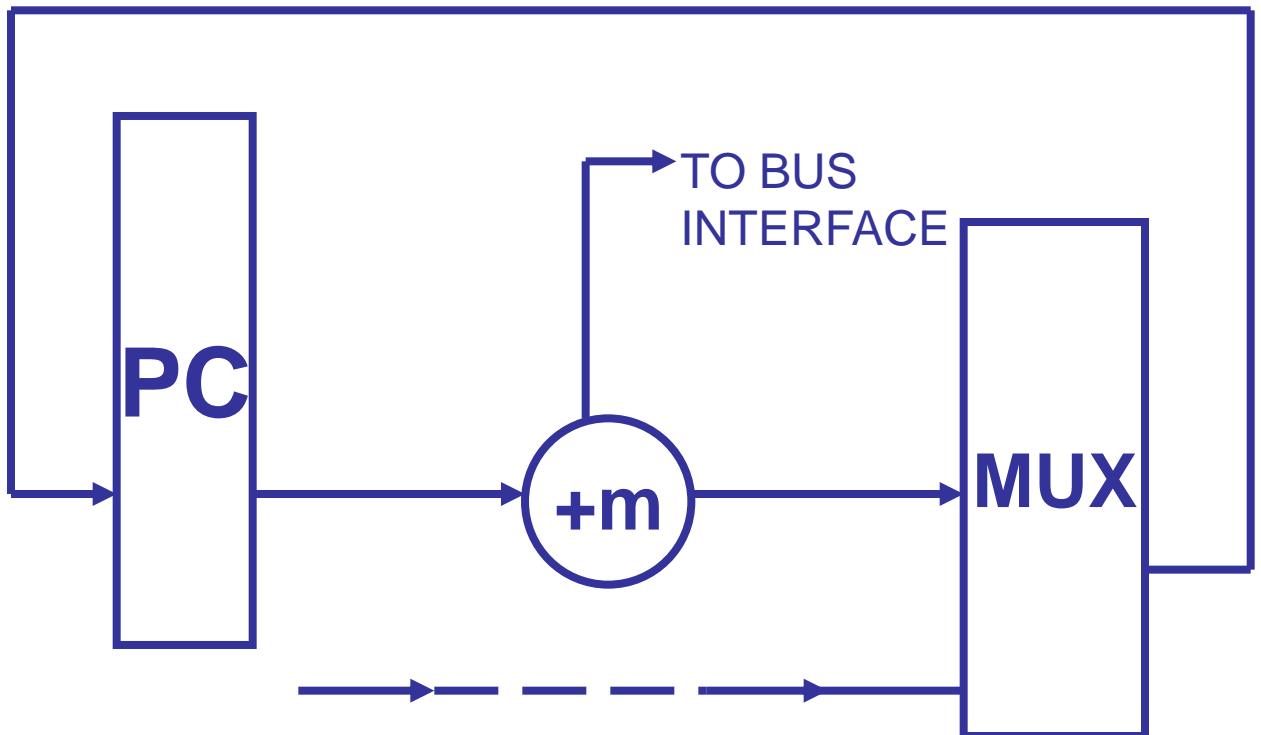 TO BUS
INTERFACE
PC
MUX
+m